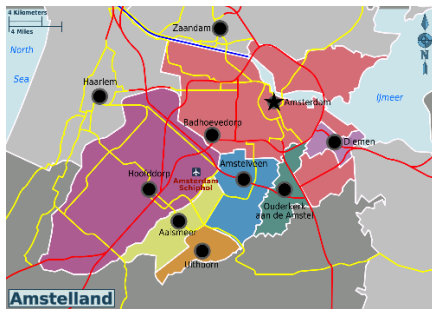 4 Kilometers
4 Miles
North
Sea
Zaandam
N
Haarlem
Amsterdam
IJmeer
Badhoevedorp
Diemen
Amstelveen
Hoofddorp
Amsterdam
Schiphol
Ouderkerk
aan de Amstel
Aalsmeer
Uithoorn
Amstelland